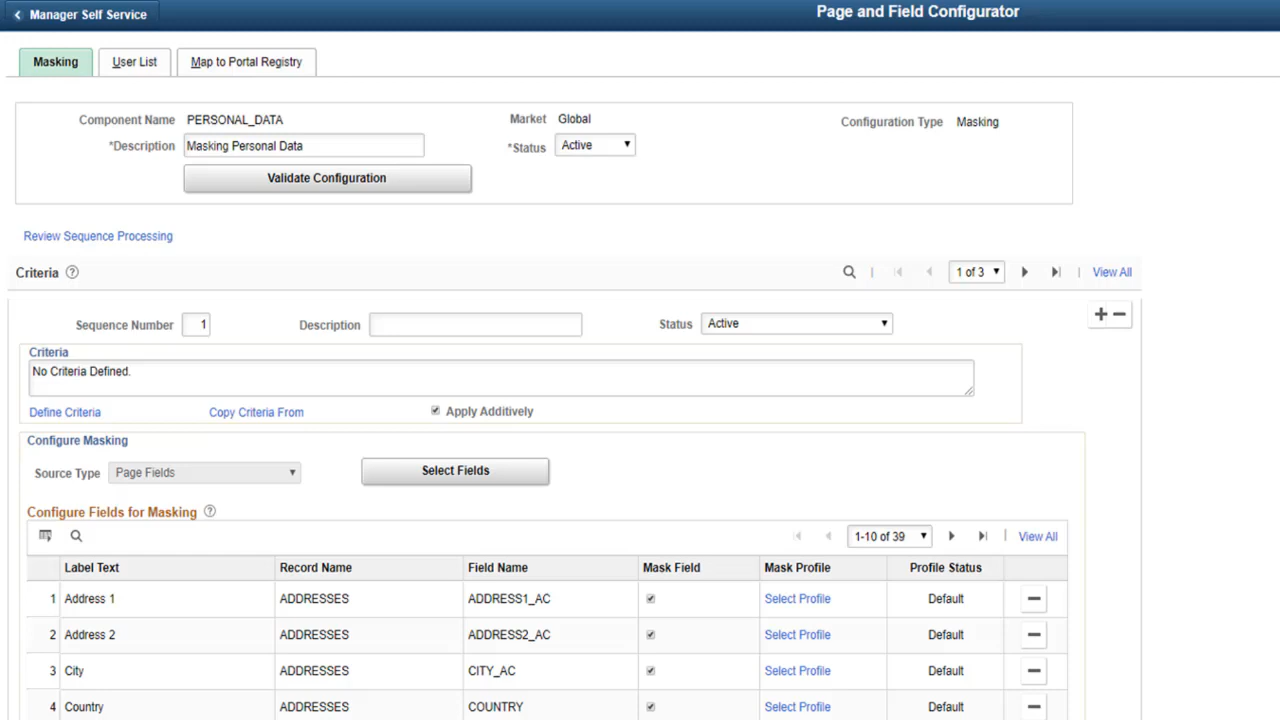 Manager Self Service
Page and Field Configurator
Masking
User List
Map to Portal Registry
Component Name PERSONAL_DATA Market Global Configuration Type Masking
*Description Masking Personal Data *Status Active
Validate Configuration
Review Sequence Processing
Criteria ? 1 of 3 View All
Sequence Number 1 Description Status Active
Criteria
No Criteria Defined.
Define Criteria Copy Criteria From Apply Additively
Configure Masking
Source Type Page Fields Select Fields
Configure Fields for Masking ?
1-10 of 39 View All
Label Text Record Name Field Name Mask Field Mask Profile Profile Status
1 Address 1 ADDRESSES ADDRESS1_AC Select Profile Default
2 Address 2 ADDRESSES ADDRESS2_AC Select Profile Default
3 City ADDRESSES CITY_AC Select Profile Default
4 Country ADDRESSES COUNTRY Select Profile Default